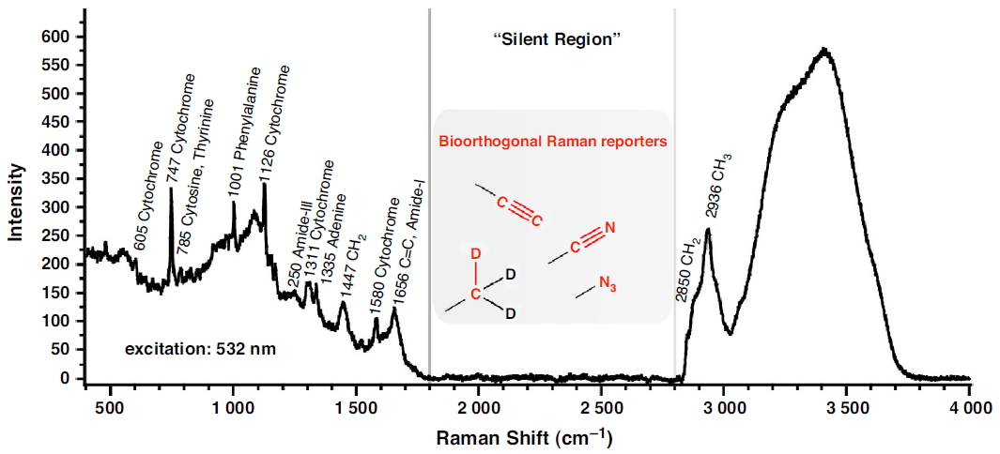 600
550
500
450
400
350
300
250
200
150
100
50
0
Intensity
605 Cytochrome
747 Cytochrome
785 Cytosine, Thyrinine
1001 Phenylalanine
1126 Cytochrome
250 Amide-III
1311 Cytochrome
1335 Adenine
1447 CH₂
1580 Cytochrome
1656 C=C, Amide-I
excitation: 532 nm
“Silent Region”
Bioorthogonal Raman reporters
C≡C
C≡N
D
C
D
D
N₃
2850 CH₂
2936 CH₃
500
1 000
1 500
2 000
2 500
3 000
3 500
4 000
Raman Shift (cm⁻¹)